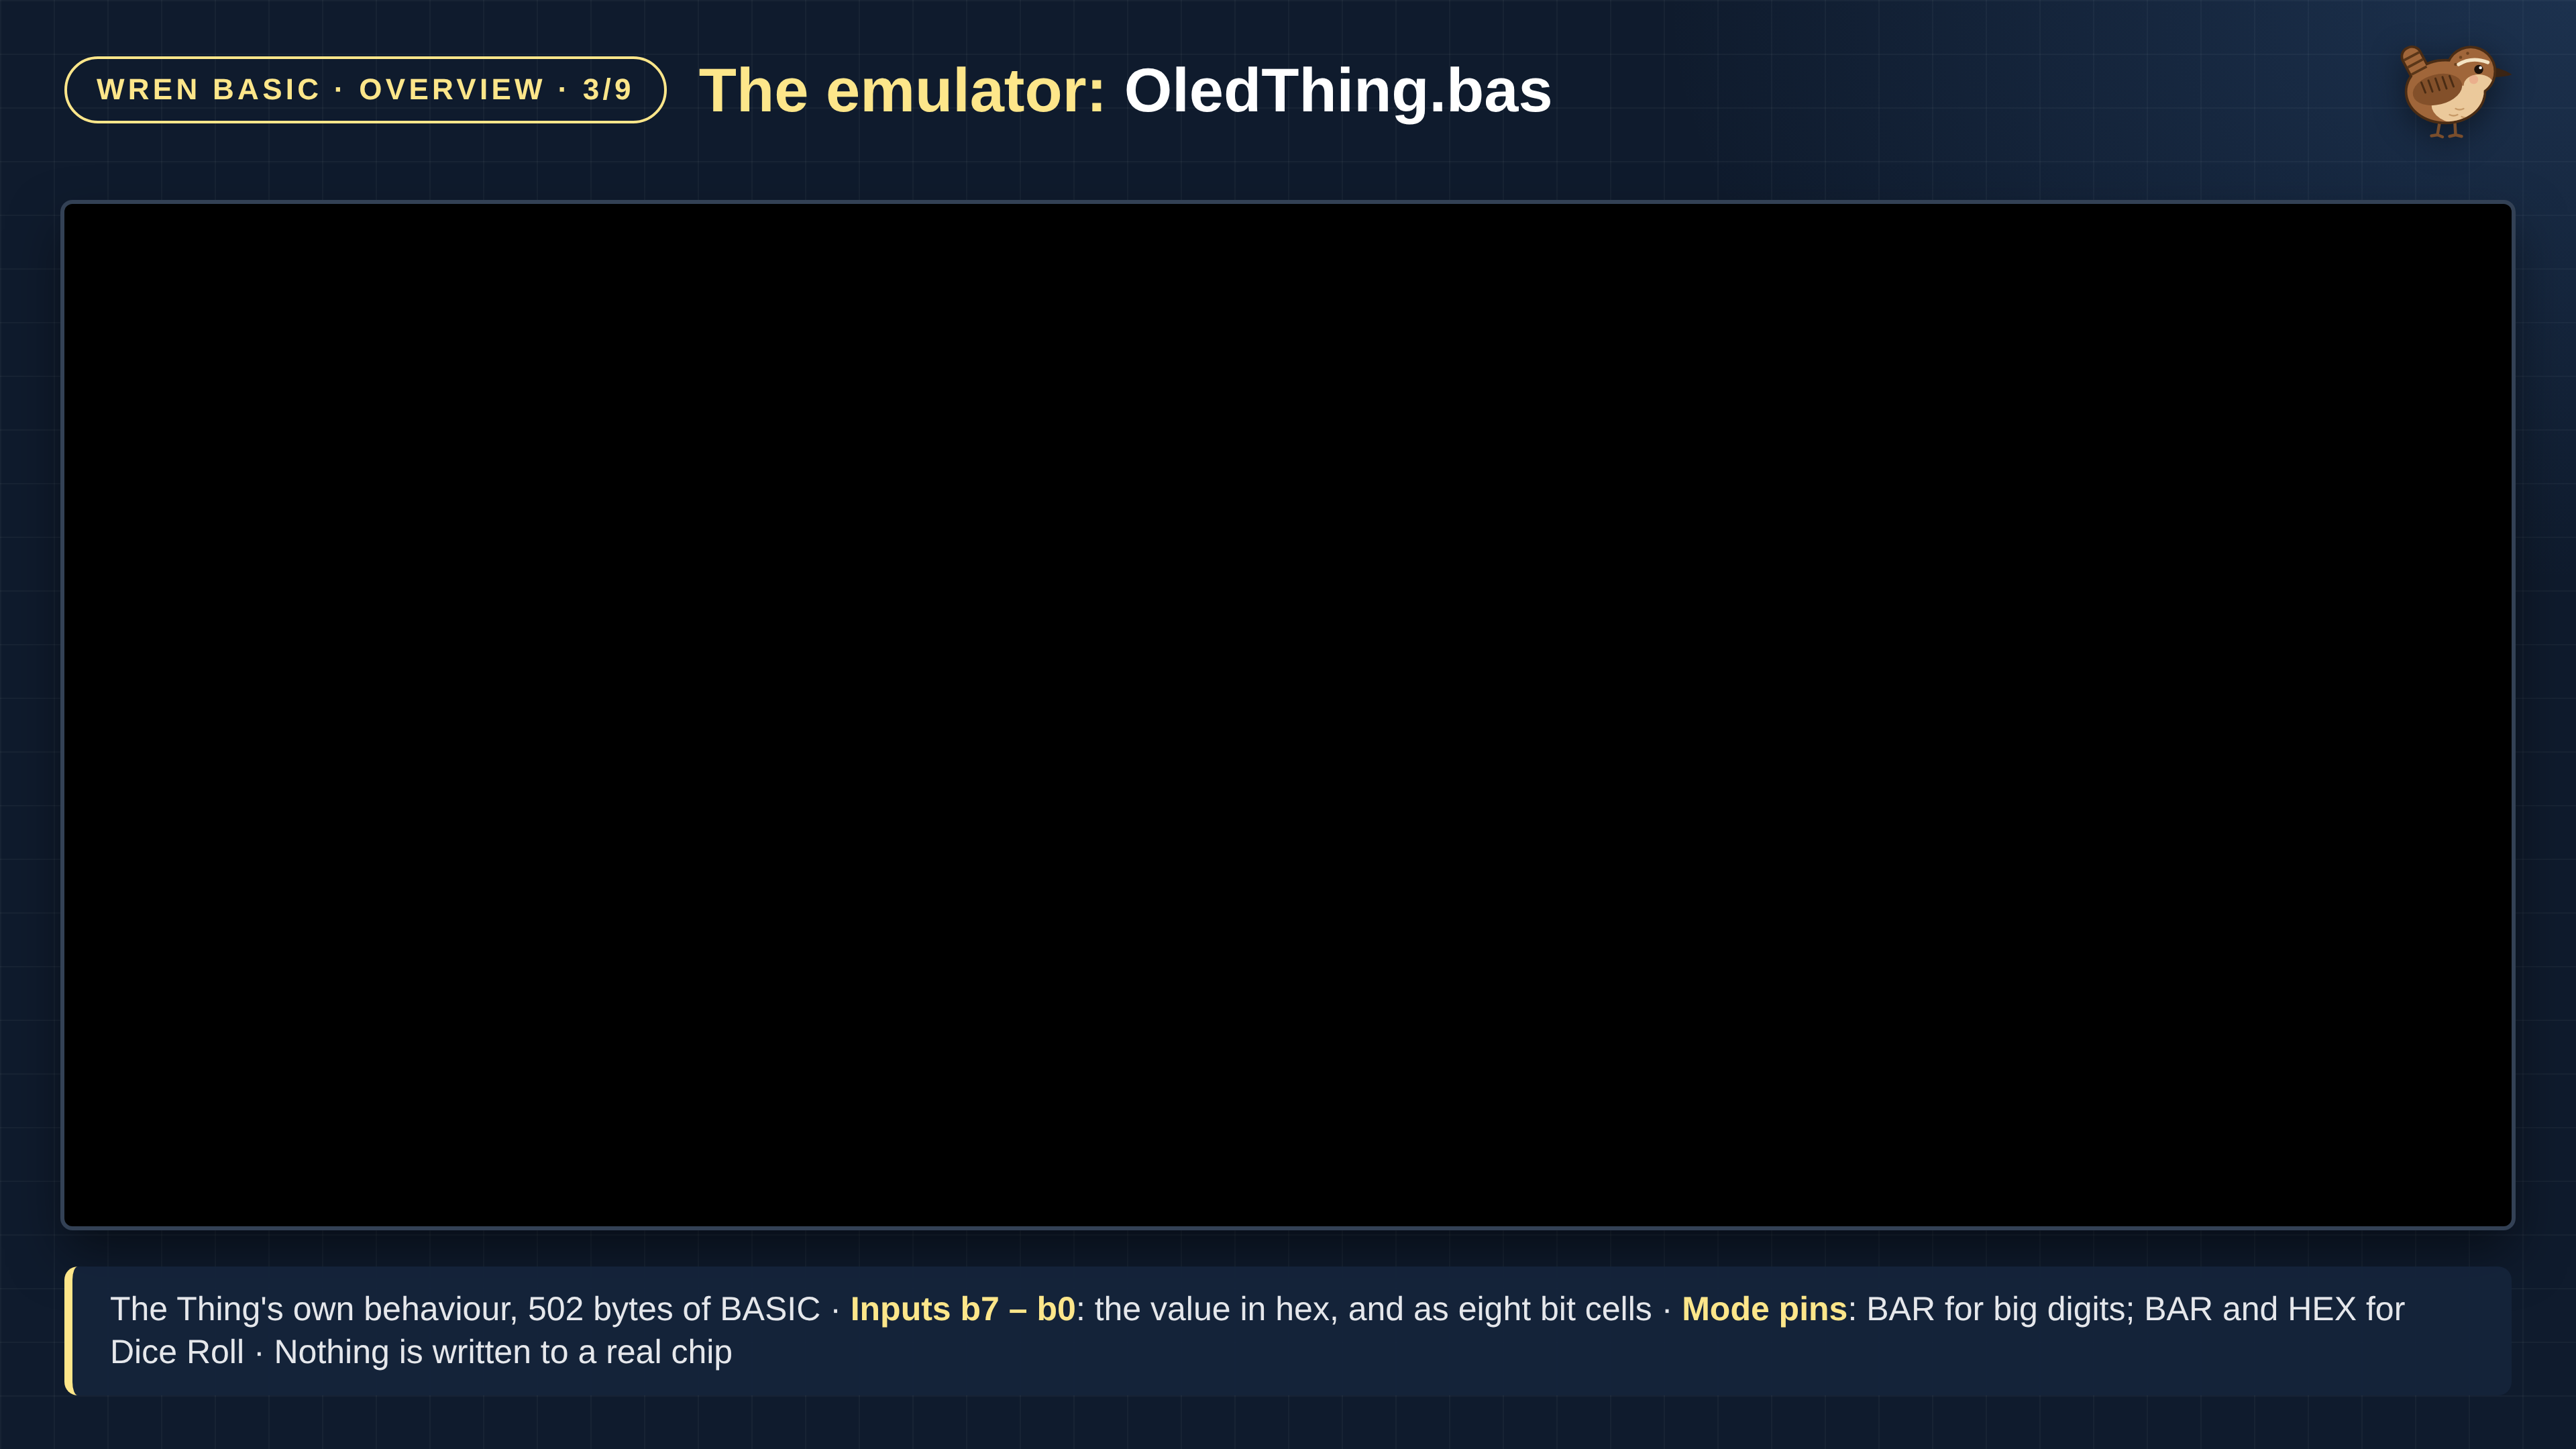 WREN BASIC · OVERVIEW · 3/9
The emulator: OledThing.bas
The Thing's own behaviour, 502 bytes of BASIC · Inputs b7 – b0: the value in hex, and as eight bit cells · Mode pins: BAR for big digits; BAR and HEX for
Dice Roll · Nothing is written to a real chip